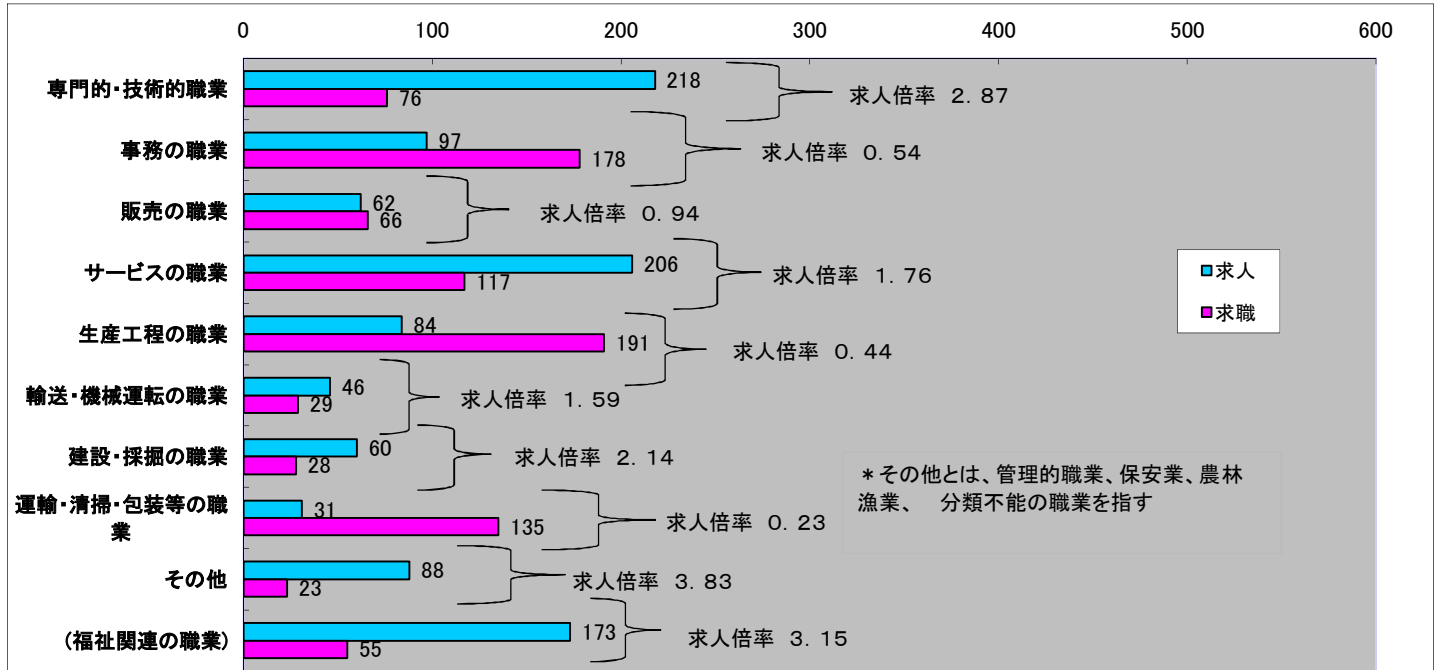 0 100 200 300 400 500 600
専門的・技術的職業
218
76
求人倍率 2.87
事務の職業
97
178
求人倍率 0.54
販売の職業
62
66
求人倍率 0.94
サービスの職業
206
117
求人倍率 1.76
生産工程の職業
84
191
求人倍率 0.44
輸送・機械運転の職業
46
29
求人倍率 1.59
建設・採掘の職業
60
28
求人倍率 2.14
運輸・清掃・包装等の職
業
31
135
求人倍率 0.23
その他
88
23
求人倍率 3.83
(福祉関連の職業)
173
55
求人倍率 3.15
求人
求職
*その他とは、管理的職業、保安業、農林
漁業、 分類不能の職業を指す